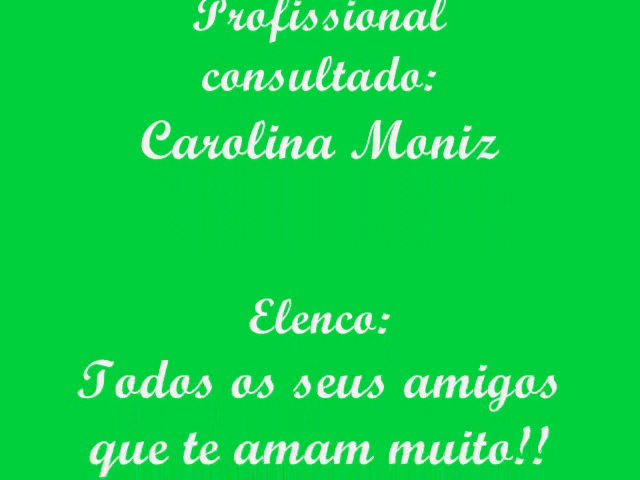 Profissional
consultado:
Carolina Moniz
Elenco:
Todos os seus amigos
que te amam muito!!